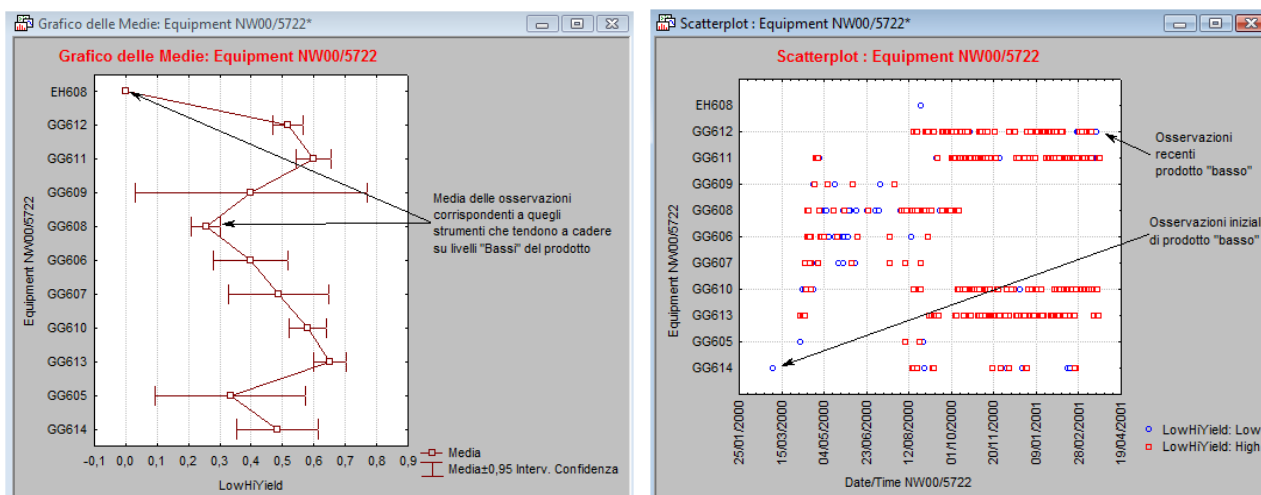 Grafico delle Medie: Equipment NW00/5722*
Grafico delle Medie: Equipment NW00/5722
Equipment NW00/5722
EH608
GG612
GG611
GG609
GG608
GG606
GG607
GG610
GG613
GG605
GG614
Media delle osservazioni
corrispondenti a quegli
strumenti che tendono a cadere
su livelli "Bassi" del prodotto
-0,1 0,0 0,1 0,2 0,3 0,4 0,5 0,6 0,7 0,8 0,9
LowHiYield
Media
Media±0,95 Interv. Confidenza
Scatterplot : Equipment NW00/5722*
Scatterplot : Equipment NW00/5722
Equipment NW00/5722
EH608
GG612
GG611
GG609
GG608
GG606
GG607
GG610
GG613
GG605
GG614
Osservazioni
recenti
prodotto "basso"
Osservazioni inizial
di prodotto "basso"
25/01/2000
15/03/2000
04/05/2000
23/06/2000
12/08/2000
01/10/2000
20/11/2000
09/01/2001
28/02/2001
19/04/2001
Date/Time NW00/5722
LowHiYield: Low
LowHiYield: High